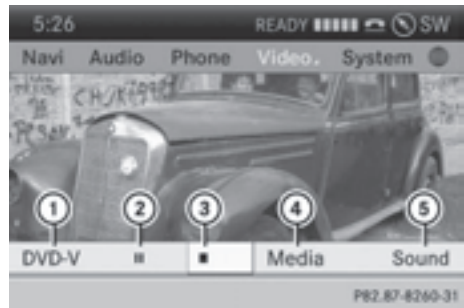 5:26 READY SW
Navi Audio Phone Video System
CHUCK
1 2 3 4 5
DVD-V Media Sound
P82.87-8260-31